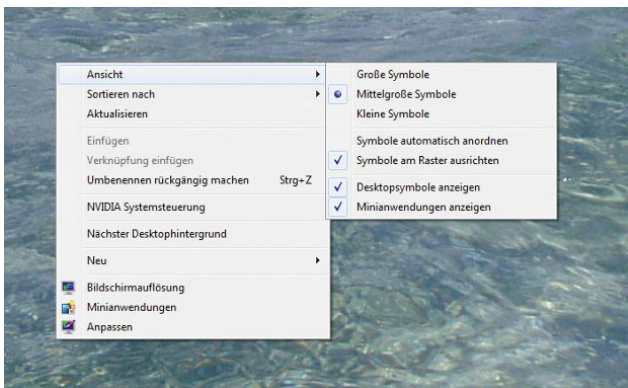 Ansicht
Sortieren nach
Aktualisieren
Einfügen
Verknüpfung einfügen
Umbenennen rückgängig machen Strg+Z
NVIDIA Systemsteuerung
Nächster Desktophintergrund
Neu
Bildschirmauflösung
Minianwendungen
Anpassen
Große Symbole
Mittelgroße Symbole
Kleine Symbole
Symbole automatisch anordnen
Symbole am Raster ausrichten
Desktopsymbole anzeigen
Minianwendungen anzeigen